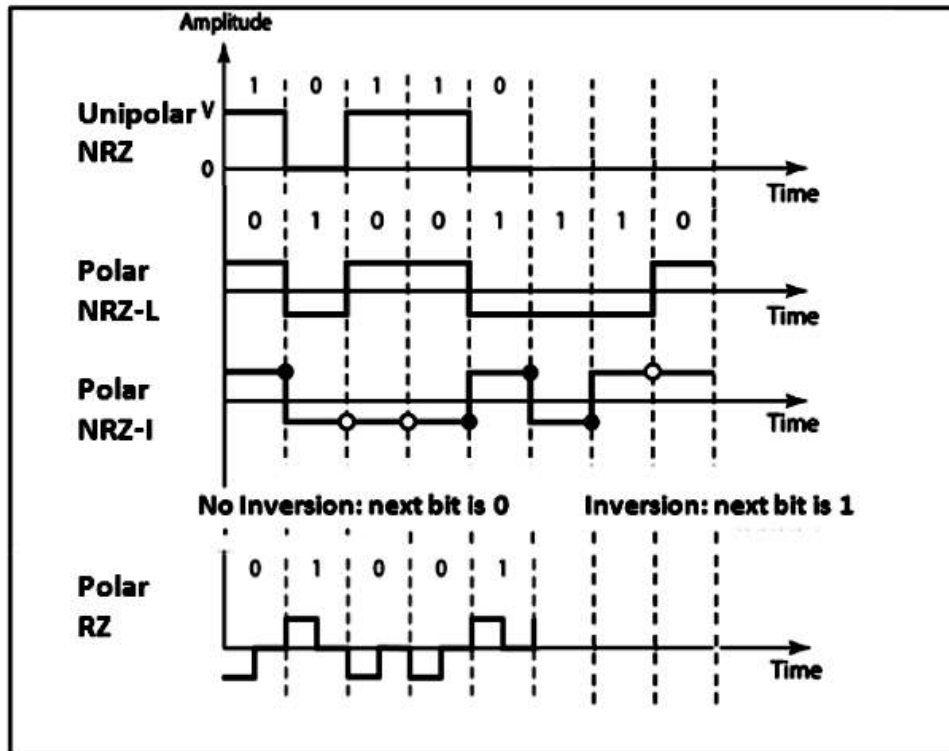 Amplitude
1 0 1 1 0
Unipolar V
NRZ
0
Time
0 1 0 0 1 1 1 0
Polar
NRZ-L
Time
Polar
NRZ-I
Time
No Inversion: next bit is 0 Inversion: next bit is 1
0 1 0 0 1
Polar
RZ
Time